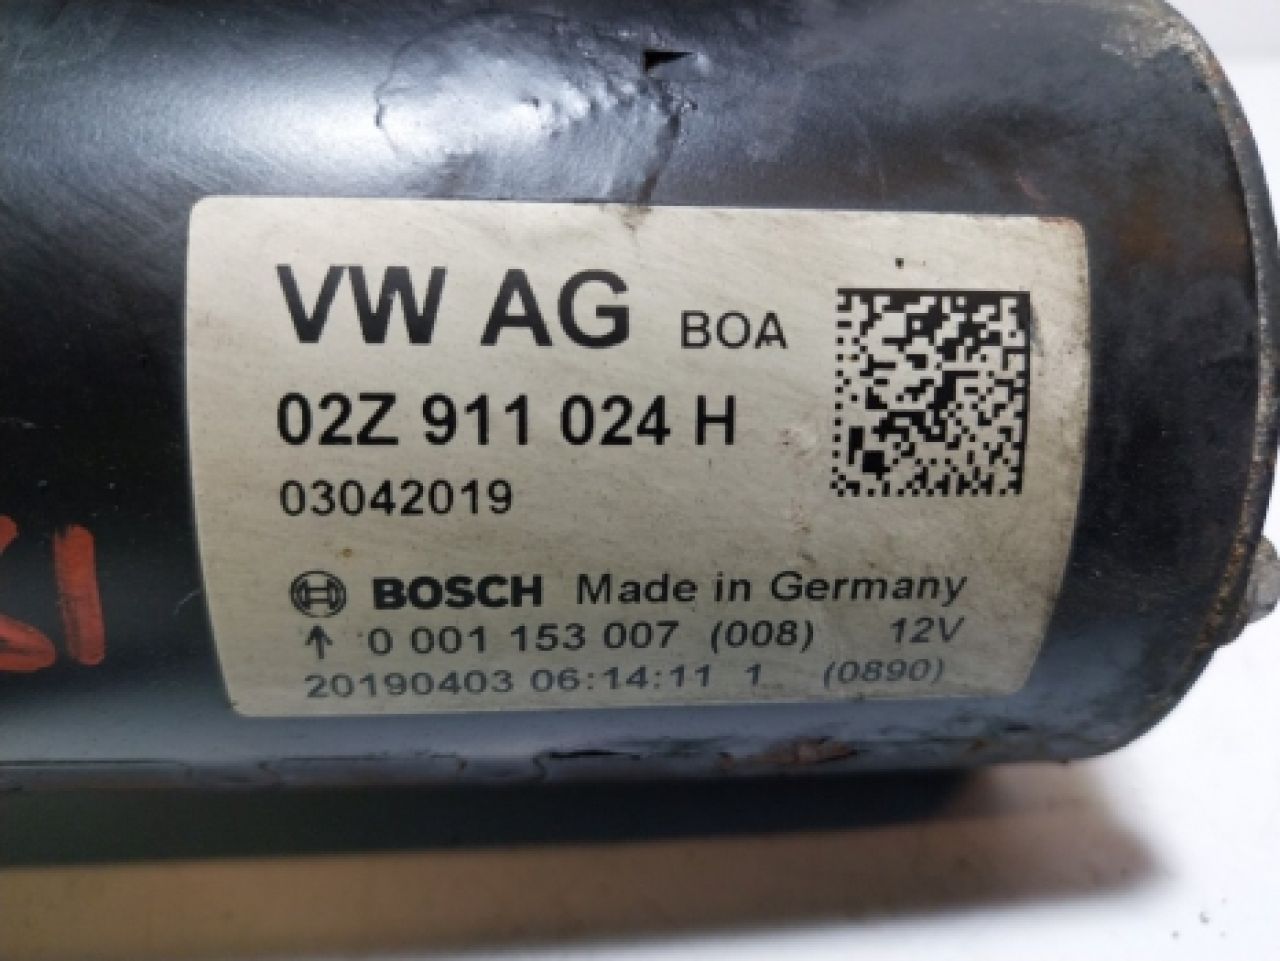 VW AG BOA
02Z 911 024 H
03042019
BOSCH Made in Germany
↑ 0 001 153 007 (008) 12V
20190403 06:14:11 1 (0890)